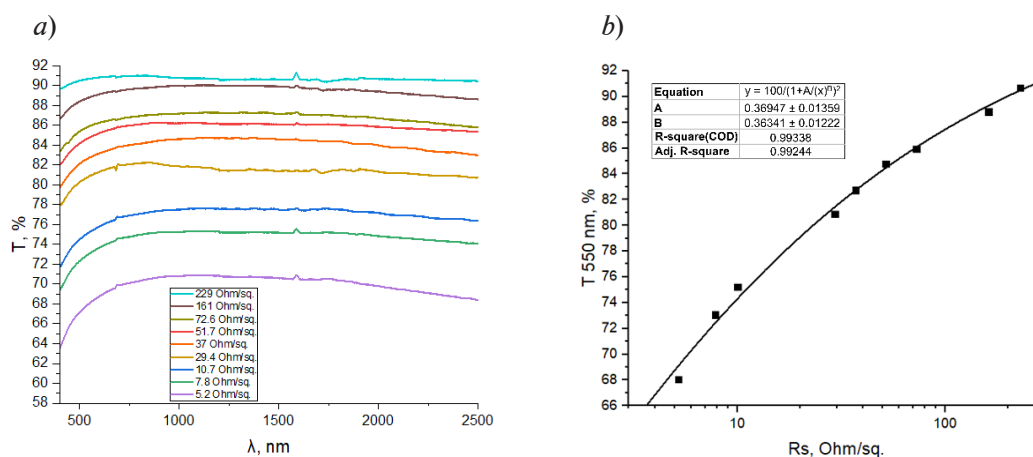 a)
92
90
88
86
84
82
80
78
76
74
72
70
68
66
64
62
60
58
T, %
500 1000 1500 2000 2500
λ, nm
229 Ohm/sq.
161 Ohm/sq.
72.6 Ohm/sq.
51.7 Ohm/sq.
37 Ohm/sq.
29.4 Ohm/sq.
10.7 Ohm/sq.
7.8 Ohm/sq.
5.2 Ohm/sq.
b)
92
90
88
86
84
82
80
78
76
74
72
70
68
66
T 550 nm, %
10 100
Rs, Ohm/sq.
Equation y = 100/(1+A/(x)^B)^2
A 0.36947 ± 0.01359
B 0.36341 ± 0.01222
R-square(COD) 0.99338
Adj. R-square 0.99244